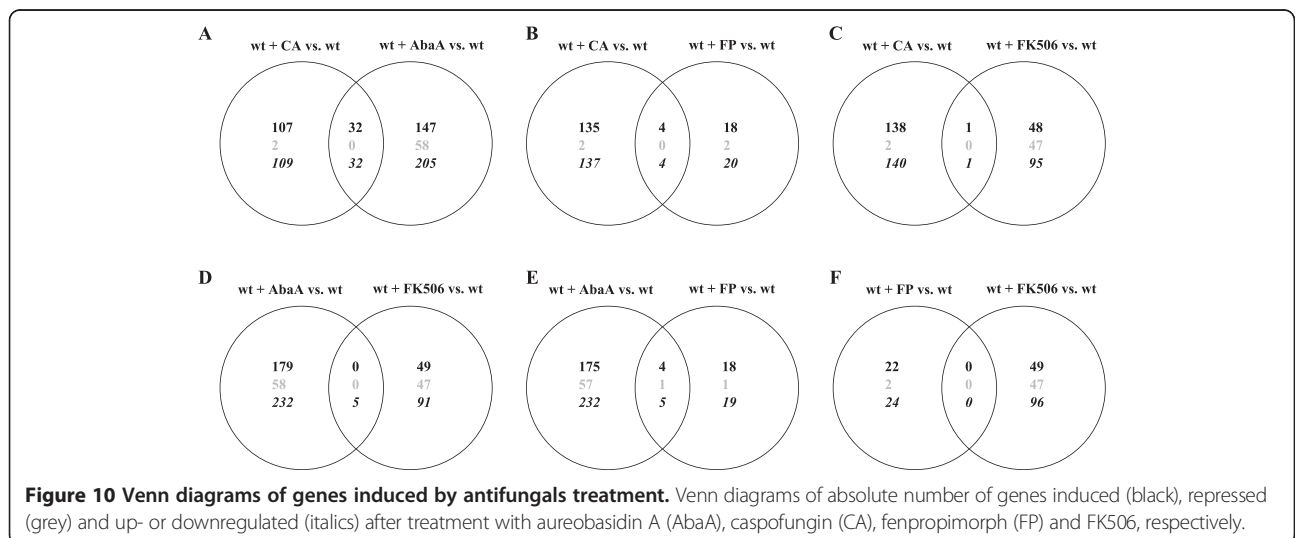 A
wt + CA vs. wt wt + AbaA vs. wt
107 32 147
2 0 58
109 32 205
B
wt + CA vs. wt wt + FP vs. wt
135 4 18
2 0 2
137 4 20
C
wt + CA vs. wt wt + FK506 vs. wt
138 1 48
2 0 47
140 1 95
D
wt + AbaA vs. wt wt + FK506 vs. wt
179 0 49
58 0 47
232 5 91
E
wt + AbaA vs. wt wt + FP vs. wt
175 4 18
57 1 1
232 5 19
F
wt + FP vs. wt wt + FK506 vs. wt
22 0 49
2 0 47
24 0 96
Figure 10 Venn diagrams of genes induced by antifungals treatment. Venn diagrams of absolute number of genes induced (black), repressed
(grey) and up- or downregulated (italics) after treatment with aureobasidin A (AbaA), caspofungin (CA), fenpropimorph (FP) and FK506, respectively.